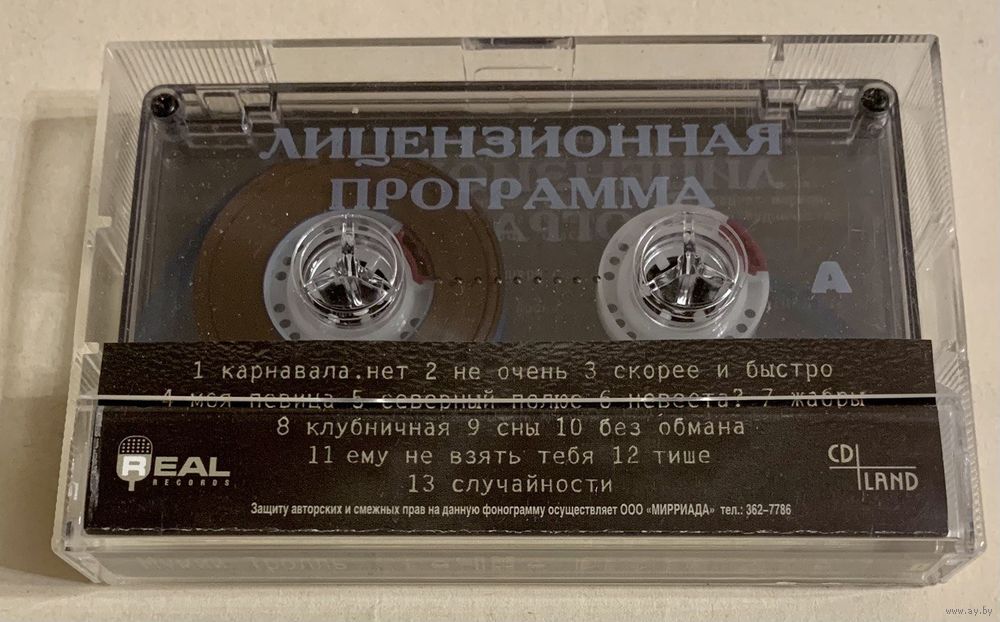 ЛИЦЕНЗИОННАЯ
ПРОГРАММА
A
1 карнавала.нет 2 не очень 3 скорее и быстро
4 моя певица 5 северный полюс 6 невеста? 7 жабры
8 клубничная 9 сны 10 без обмана
11 ему не взять тебя 12 тише
13 случайности
REAL
RECORDS
CD
LAND
Защиту авторских и смежных прав на данную фонограмму осуществляет ООО «МИРРИАДА» тел.: 362-7786
www.ay.by